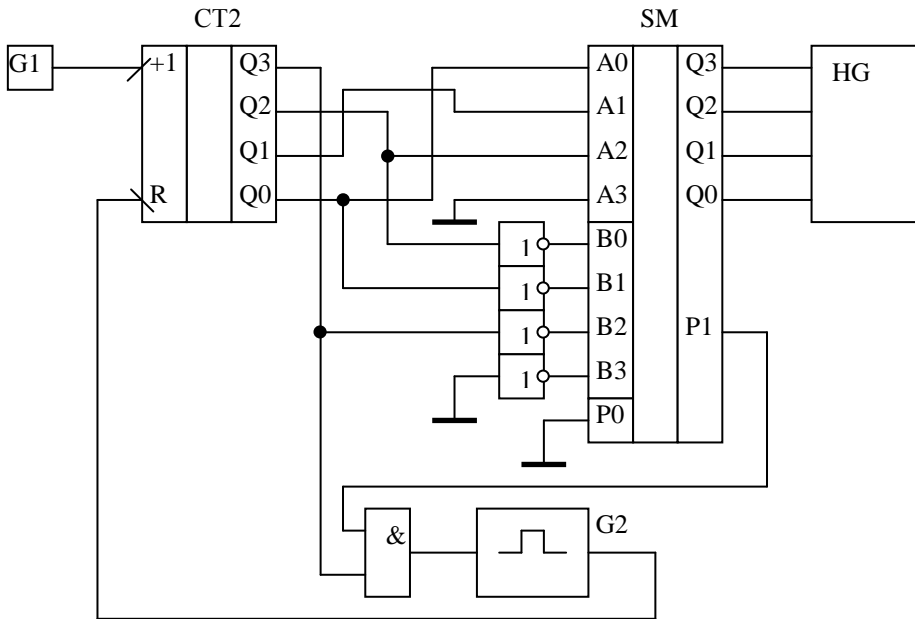 CT2
SM
G1
+1
Q3
Q2
Q1
Q0
R
A0
A1
A2
A3
B0
B1
B2
B3
P0
Q3
Q2
Q1
Q0
P1
HG
1
1
1
1
&
G2